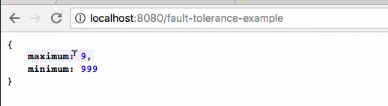 localhost:8080/fault-tolerance-example
{
maximum: 9,
minimum: 999
}